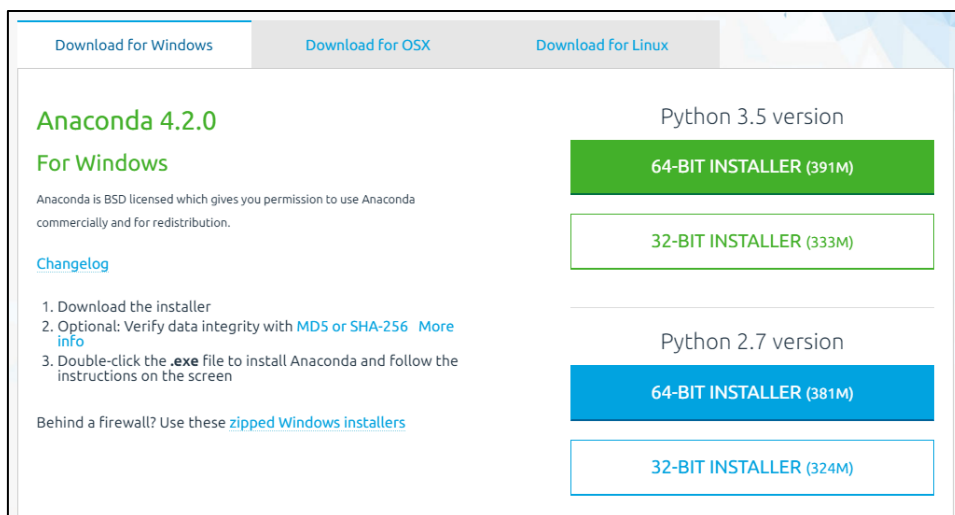 Download for Windows
Download for OSX
Download for Linux
Anaconda 4.2.0
For Windows
Anaconda is BSD licensed which gives you permission to use Anaconda
commercially and for redistribution.
Changelog
1. Download the installer
2. Optional: Verify data integrity with MD5 or SHA-256 More
info
3. Double-click the .exe file to install Anaconda and follow the
instructions on the screen
Behind a firewall? Use these zipped Windows installers
Python 3.5 version
64-BIT INSTALLER (391M)
32-BIT INSTALLER (333M)
Python 2.7 version
64-BIT INSTALLER (381M)
32-BIT INSTALLER (324M)